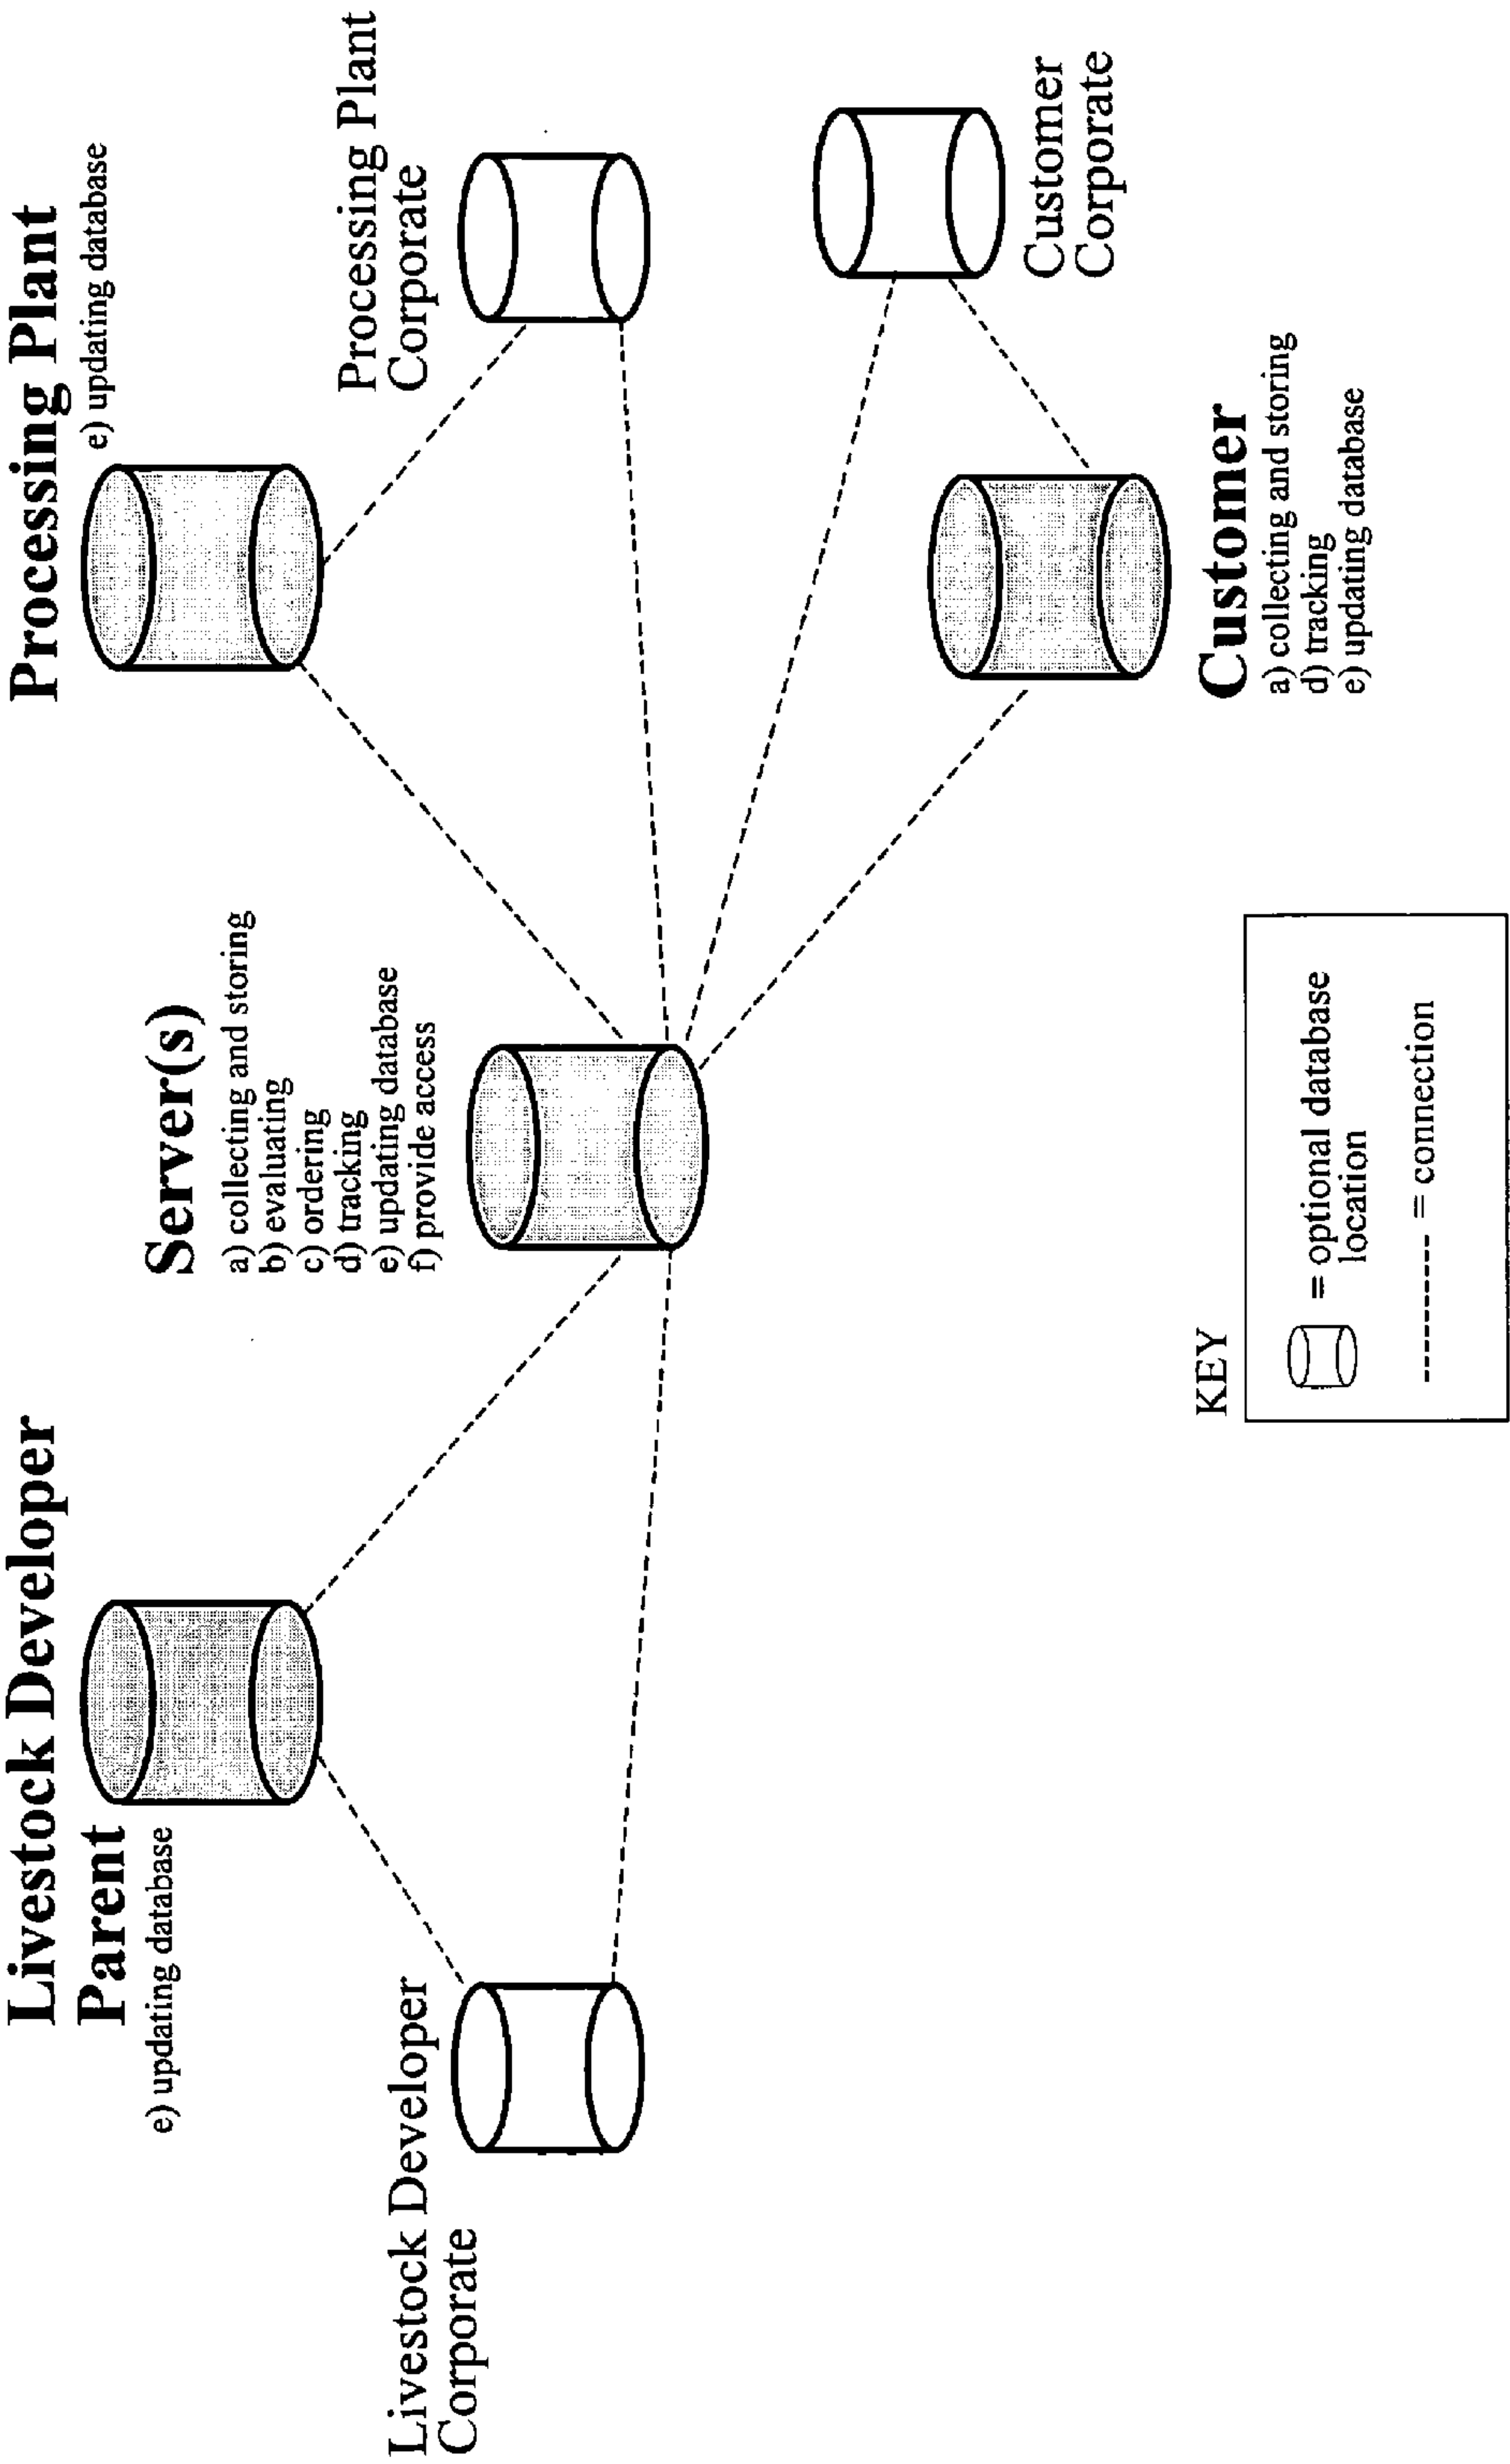 Livestock Developer
Parent
e) updating database
Livestock Developer
Corporate
Server(s)
a) collecting and storing
b) evaluating
c) ordering
d) tracking
e) updating database
f) provide access
Processing Plant
e) updating database
Processing Plant
Corporate
Customer
Corporate
Customer
a) collecting and storing
d) tracking
e) updating database
KEY
= optional database
location
---------- = connection